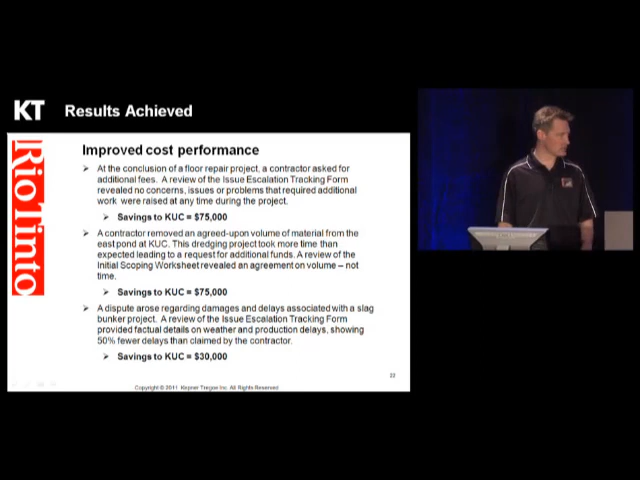 KT
Results Achieved
Rio Tinto
Improved cost performance
➢ At the conclusion of a floor repair project, a contractor asked for
additional fees. A review of the Issue Escalation Tracking Form
revealed no concerns, issues or problems that required additional
work were raised at any time during the project.
➢ Savings to KUC = $75,000
➢ A contractor removed an agreed-upon volume of material from the
east pond at KUC. This dredging project took more time than
expected leading to a request for additional funds. A review of the
Initial Scoping Worksheet revealed an agreement on volume – not
time.
➢ Savings to KUC = $75,000
➢ A dispute arose regarding damages and delays associated with a slag
bunker project. A review of the Issue Escalation Tracking Form
provided factual details on weather and production delays, showing
50% fewer delays than claimed by the contractor.
➢ Savings to KUC = $30,000
22
Copyright © 2011 Kepner Tregoe Inc. All Rights Reserved